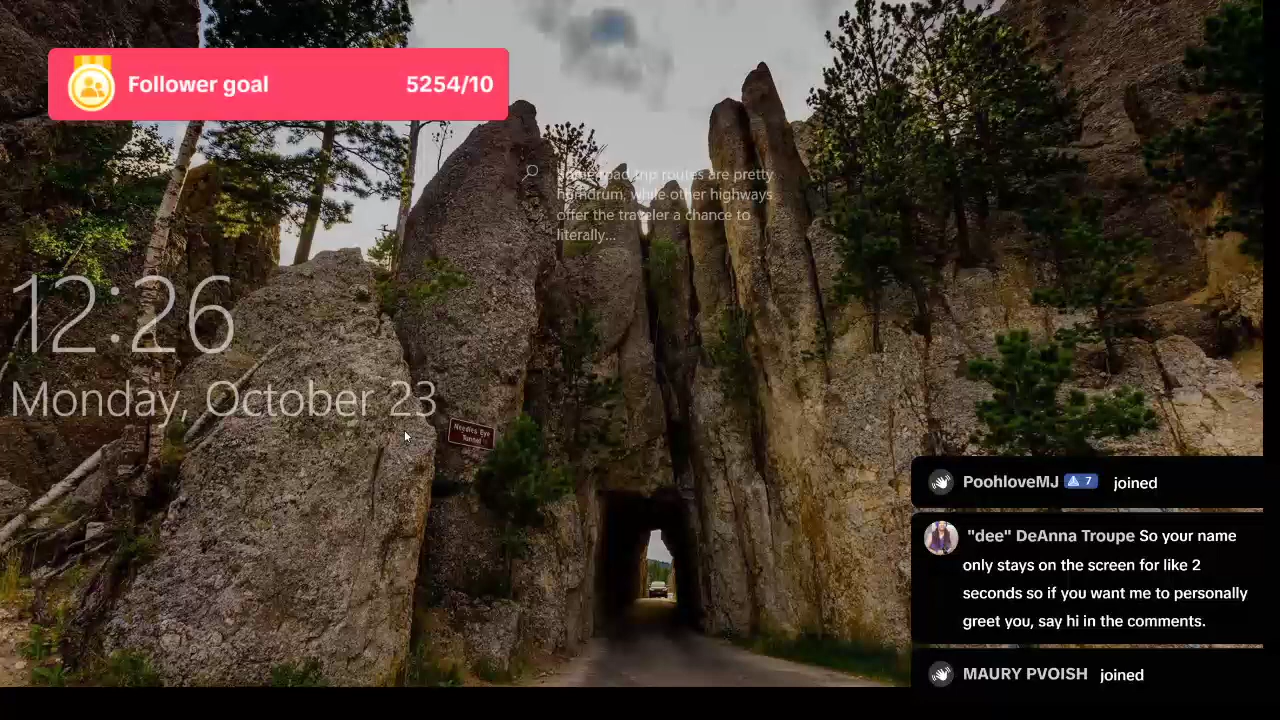 Follower goal 5254/10
Some road trip routes are pretty
humdrum, while other highways
offer the traveler a chance to
literally...
12:26
Monday, October 23
Needles Eye
Tunnel
PoohloveMJ 7 joined
"dee" DeAnna Troupe So your name
only stays on the screen for like 2
seconds so if you want me to personally
greet you, say hi in the comments.
MAURY PVOISH joined